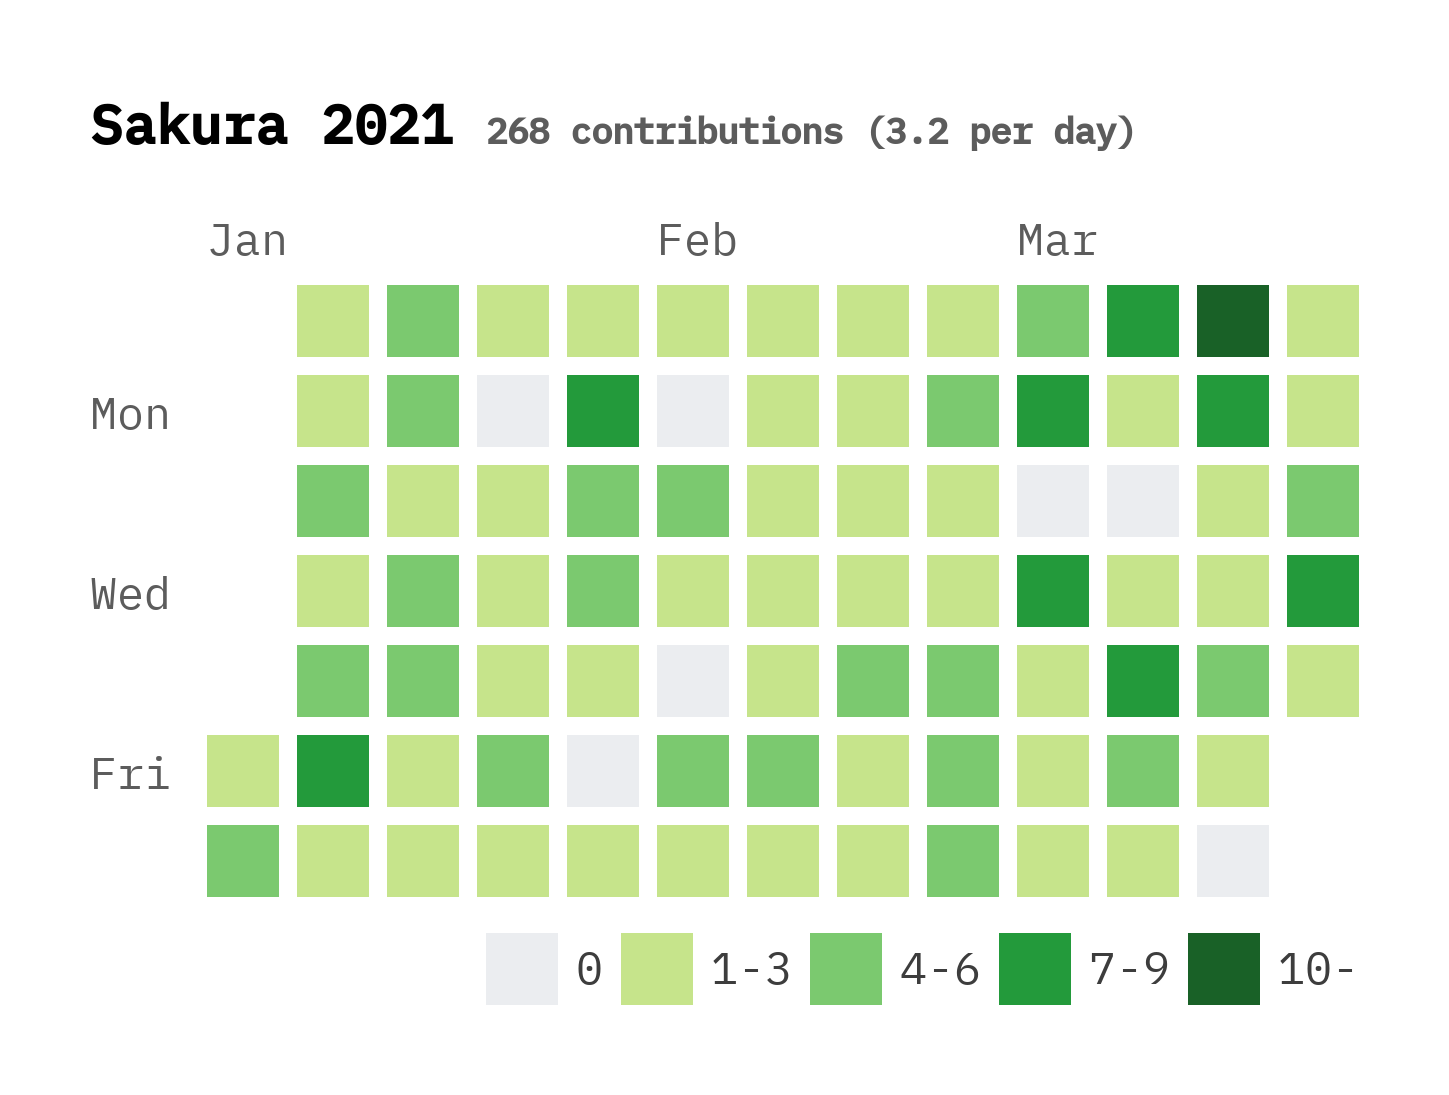 Sakura 2021 268 contributions (3.2 per day)
Jan Feb Mar
Mon
Wed
Fri
0 1-3 4-6 7-9 10-